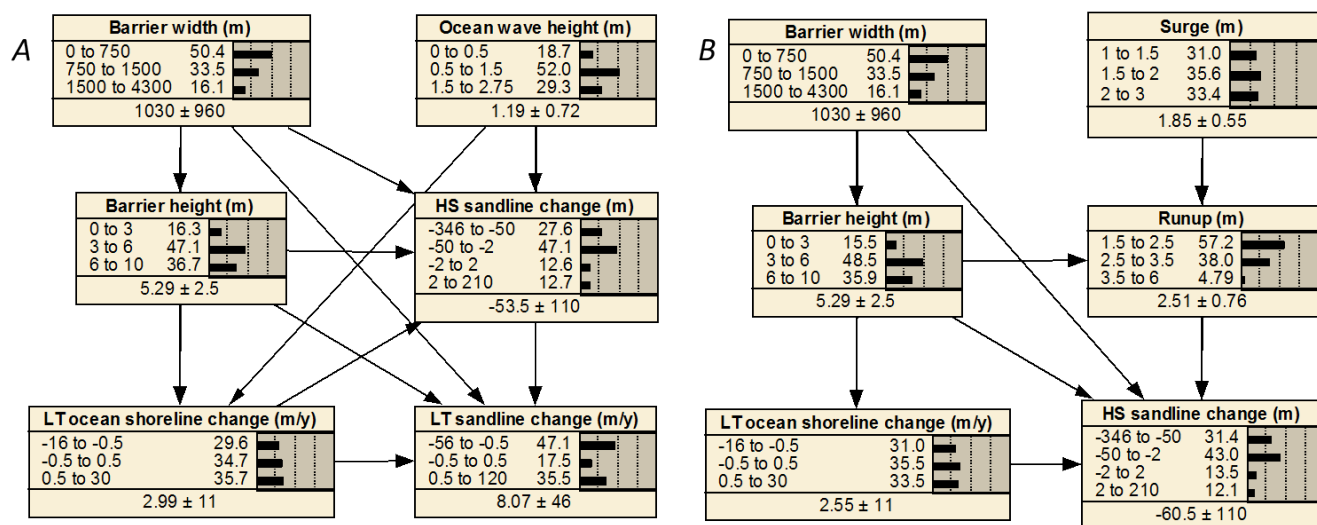 A
Barrier width (m)
0 to 750 50.4
750 to 1500 33.5
1500 to 4300 16.1
1030 ± 960
Ocean wave height (m)
0 to 0.5 18.7
0.5 to 1.5 52.0
1.5 to 2.75 29.3
1.19 ± 0.72
Barrier height (m)
0 to 3 16.3
3 to 6 47.1
6 to 10 36.7
5.29 ± 2.5
HS sandline change (m)
-346 to -50 27.6
-50 to -2 47.1
-2 to 2 12.6
2 to 210 12.7
-53.5 ± 110
LT ocean shoreline change (m/y)
-16 to -0.5 29.6
-0.5 to 0.5 34.7
0.5 to 30 35.7
2.99 ± 11
LT sandline change (m/y)
-56 to -0.5 47.1
-0.5 to 0.5 17.5
0.5 to 120 35.5
8.07 ± 46
B
Barrier width (m)
0 to 750 50.4
750 to 1500 33.5
1500 to 4300 16.1
1030 ± 960
Surge (m)
1 to 1.5 31.0
1.5 to 2 35.6
2 to 3 33.4
1.85 ± 0.55
Barrier height (m)
0 to 3 15.5
3 to 6 48.5
6 to 10 35.9
5.29 ± 2.5
Runup (m)
1.5 to 2.5 57.2
2.5 to 3.5 38.0
3.5 to 6 4.79
2.51 ± 0.76
LT ocean shoreline change (m/y)
-16 to -0.5 31.0
-0.5 to 0.5 35.5
0.5 to 30 33.5
2.55 ± 11
HS sandline change (m)
-346 to -50 31.4
-50 to -2 43.0
-2 to 2 13.5
2 to 210 12.1
-60.5 ± 110